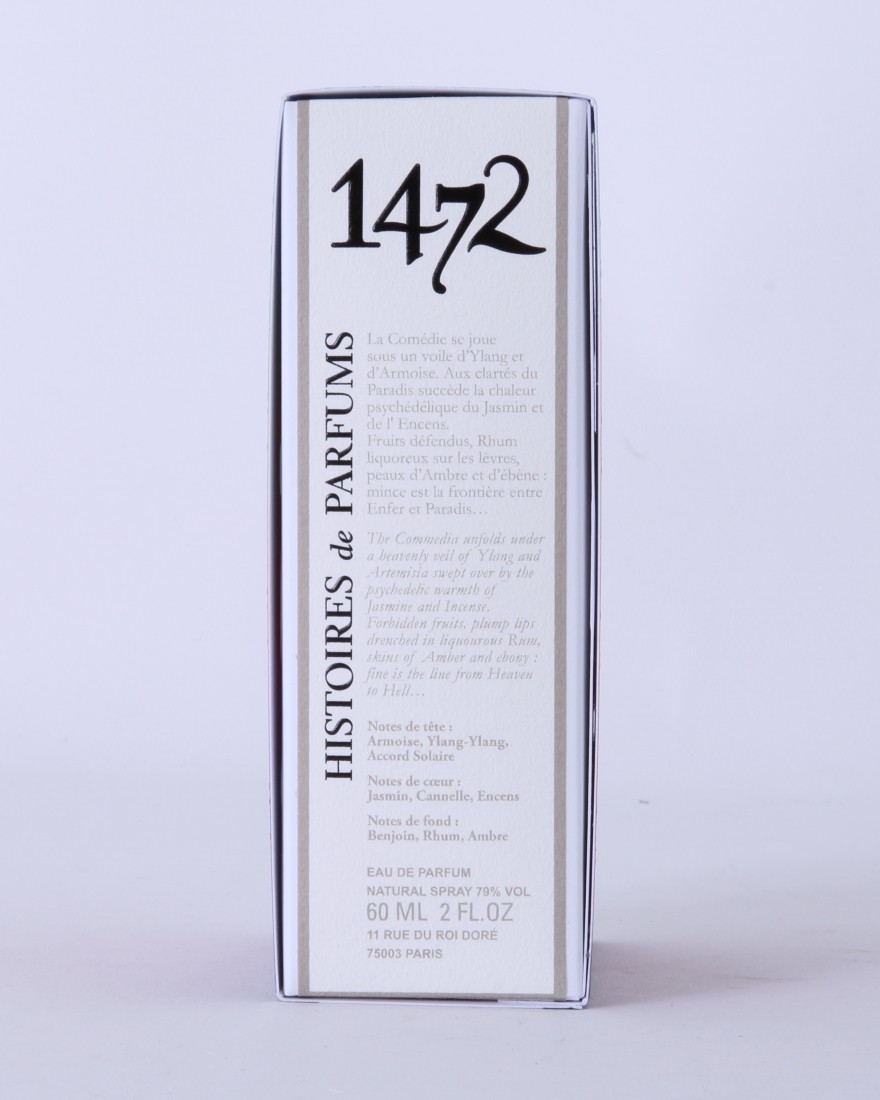 1472
HISTOIRES de PARFUMS
La Comédie se joue
sous un voile d'Ylang et
d'Armoise. Aux clartés du
Paradis succède la chaleur
psychédélique du Jasmin et
de l' Encens.
Fruits défendus, Rhum
liquoreux sur les lèvres,
peaux d'Ambre et d'ébène :
mince est la frontière entre
Enfer et Paradis...
The Commedia unfolds under
a heavenly veil of Ylang and
Artemisia swept over by the
psychedelic warmth of
Jasmine and Incense.
Forbidden fruits, plump lips
drenched in liquourous Rum,
skins of Amber and ebony :
fine is the line from Heaven
to Hell...
Notes de tête :
Armoise, Ylang-Ylang,
Accord Solaire
Notes de cœur :
Jasmin, Cannelle, Encens
Notes de fond :
Benjoin, Rhum, Ambre
EAU DE PARFUM
NATURAL SPRAY 79% VOL
60 ML 2 FL.OZ
11 RUE DU ROI DORÉ
75003 PARIS